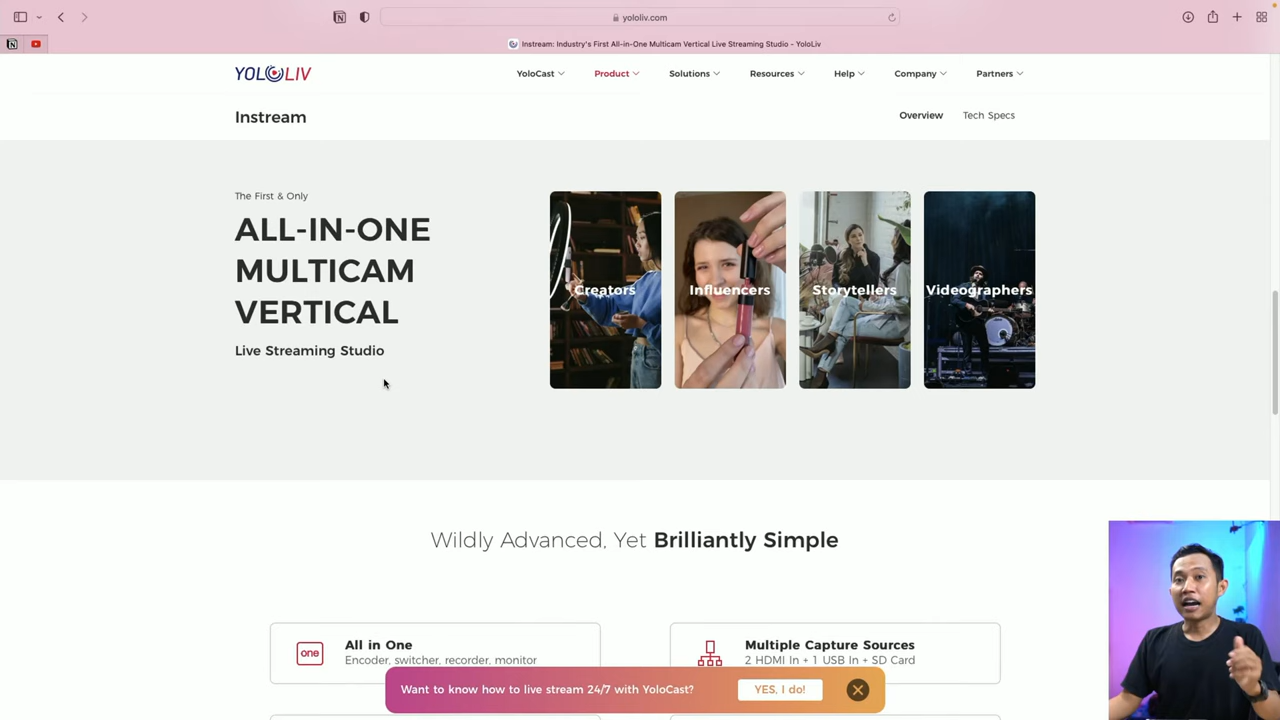 yololiv.com
Instream: Industry's First All-in-One Multicam Vertical Live Streaming Studio - YoloLiv
YOLOLIV
YoloCast
Product
Solutions
Resources
Help
Company
Partners
Instream
Overview
Tech Specs
The First & Only
ALL-IN-ONE
MULTICAM
VERTICAL
Live Streaming Studio
Creators
Influencers
Storytellers
Videographers
Wildly Advanced, Yet Brilliantly Simple
one
All in One
Encoder, switcher, recorder, monitor
Multiple Capture Sources
2 HDMI In + 1 USB In + SD Card
Want to know how to live stream 24/7 with YoloCast?
YES, I do!